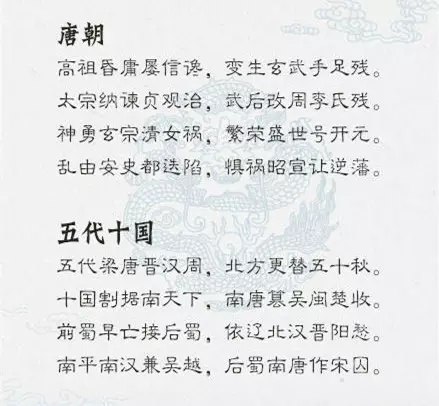 唐朝
高祖昏庸屡信谗，变生玄武手足残。
太宗纳谏贞观治，武后改周李氏残。
神勇玄宗清女祸，繁荣盛世号开元。
乱由安史都迭陷，惧祸昭宣让逆藩。
五代十国
五代梁唐晋汉周，北方更替五十秋。
十国割据南天下，南唐篡吴闽楚收。
前蜀早亡接后蜀，依辽北汉晋阳愁。
南平南汉兼吴越，后蜀南唐作宋囚。